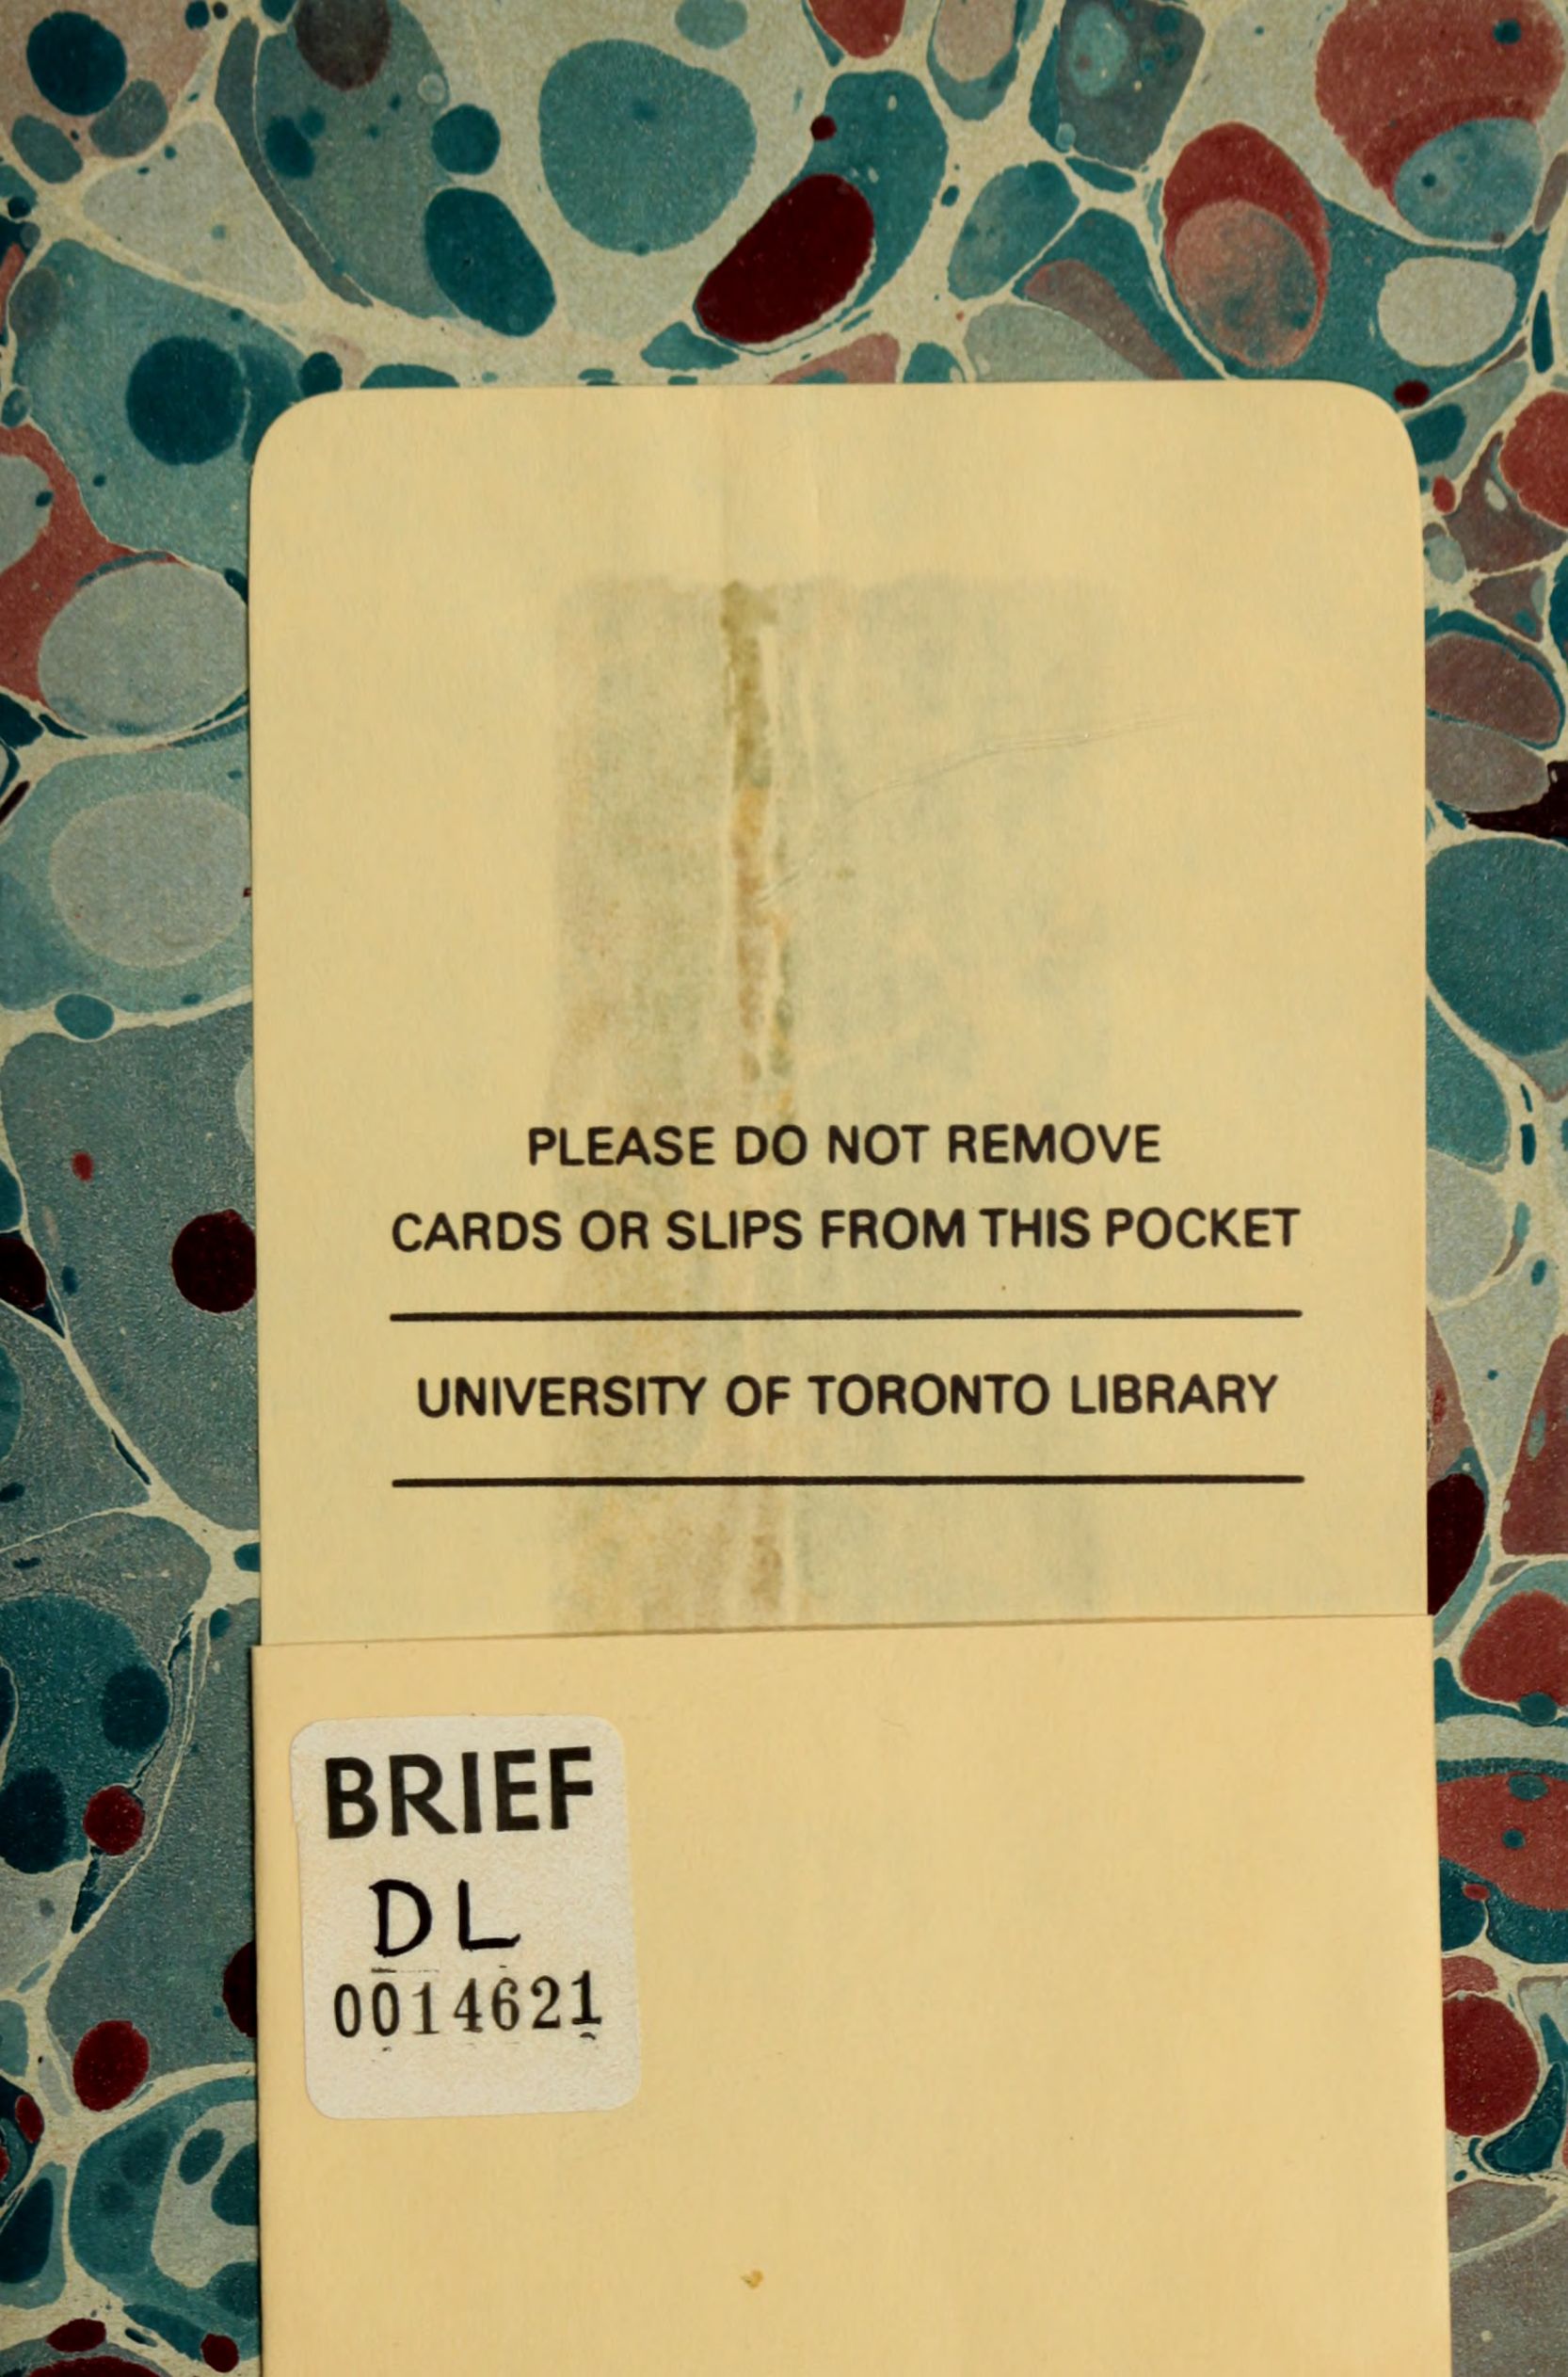 PLEASE DO NOT REMOVE
CARDS OR SLIPS FROM THIS POCKET
UNIVERSITY OF TORONTO LIBRARY
BRIEF
DL
0014621